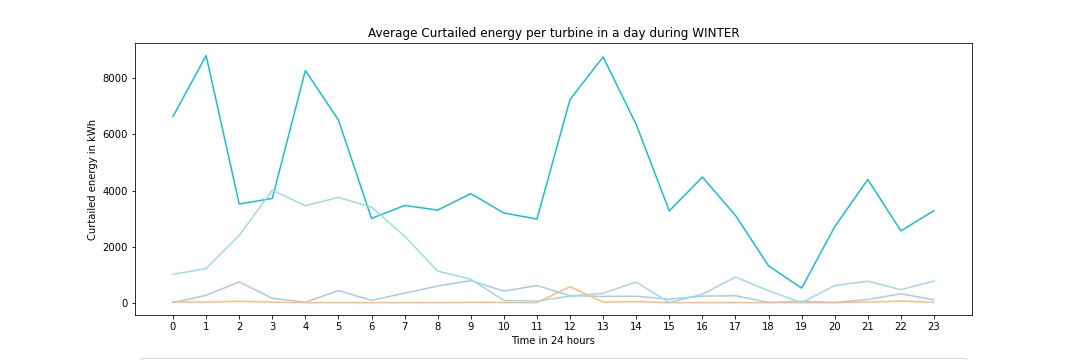 Average Curtailed energy per turbine in a day during WINTER
8000
6000
4000
2000
0
Curtailed energy in kWh
0 1 2 3 4 5 6 7 8 9 10 11 12 13 14 15 16 17 18 19 20 21 22 23
Time in 24 hours